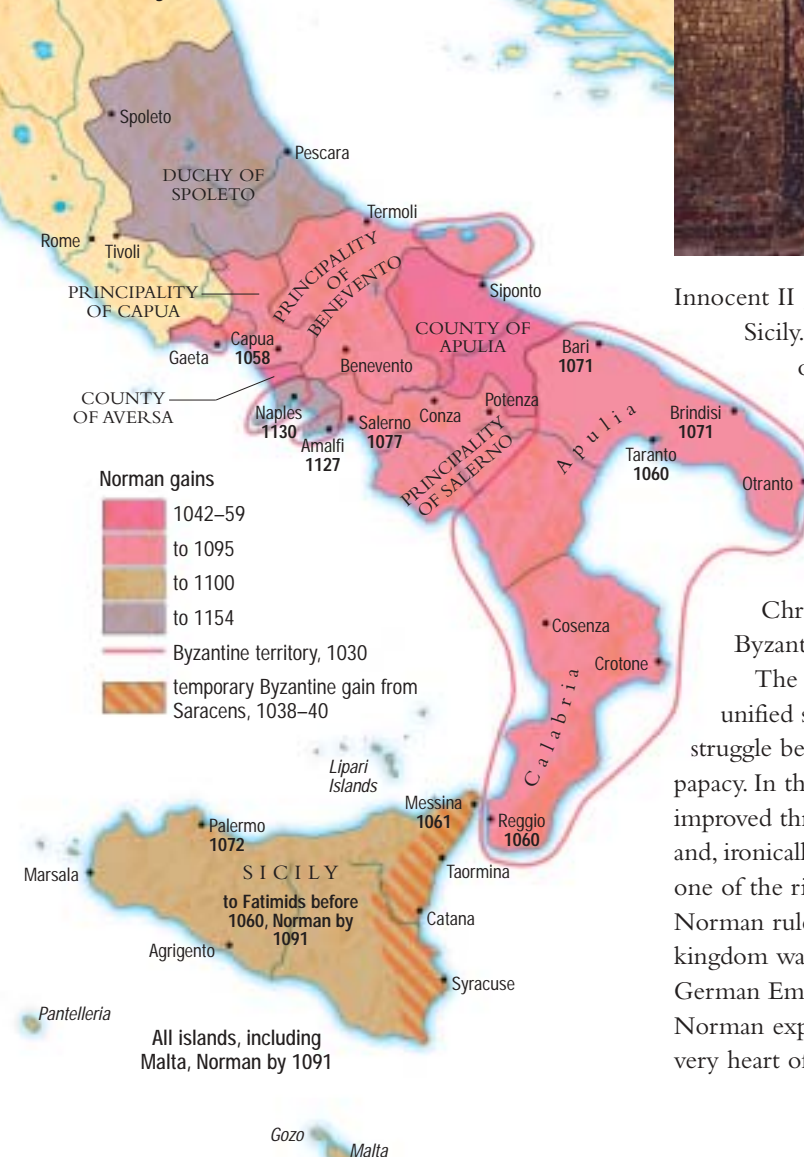 Spoleto
Pescara
DUCHY OF
SPOLETO
Termoli
Rome
Tivoli
PRINCIPALITY
OF
BENEVENTO
PRINCIPALITY
OF CAPUA
Siponto
COUNTY OF
APULIA
Gaeta
Capua
1058
Benevento
Bari
1071
COUNTY
OF AVERSA
Naples
1130
Amalfi
1127
Salerno
1077
Conza
Potenza
PRINCIPALITY
OF SALERNO
Apulia
Brindisi
1071
Taranto
1060
Otranto
Norman gains
1042–59
to 1095
to 1100
to 1154
Byzantine territory, 1030
temporary Byzantine gain from
Saracens, 1038–40
Cosenza
Crotone
Calabria
Lipari
Islands
Messina
1061
Reggio
1060
Palermo
1072
Marsala
SICILY
to Fatimids before
1060, Norman by
1091
Taormina
Catana
Agrigento
Syracuse
Pantelleria
All islands, including
Malta, Norman by 1091
Gozo
Malta
Innocent II
Sicily.
Chr
Byzant
The
unified s
struggle be
papacy. In th
improved thr
and, ironicall
one of the ri
Norman rule
kingdom wa
German Em
Norman exp
very heart of